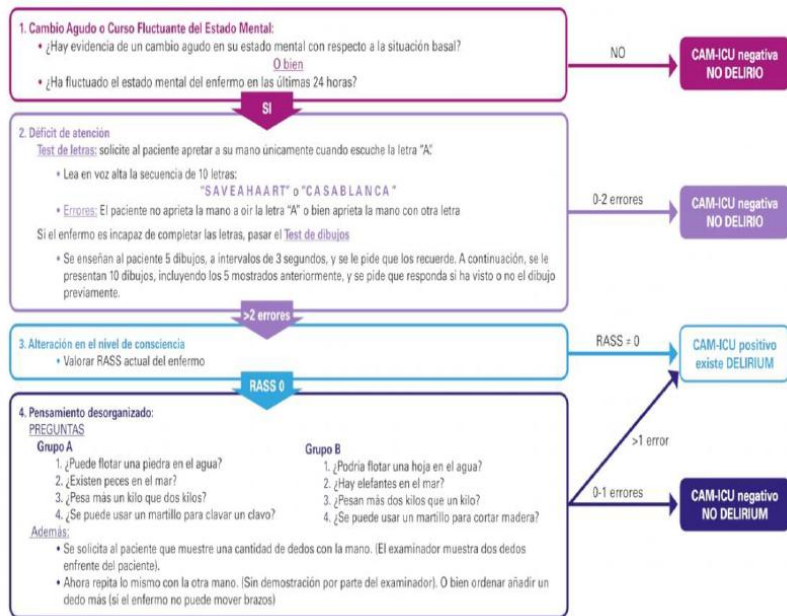 1. Cambio Agudo o Curso Fluctuante del Estado Mental:
• ¿Hay evidencia de un cambio agudo en su estado mental con respecto a la situación basal?
O bien
• ¿Ha fluctuado el estado mental del enfermo en las últimas 24 horas?
NO
CAM-ICU negativa
NO DELIRIO
SI
2. Déficit de atención
Test de letras: solicite al paciente apretar a su mano únicamente cuando escuche la letra "A".
• Lea en voz alta la secuencia de 10 letras:
"S A V E A H A A R T" o "C A S A B L A N C A"
• Errores: El paciente no aprieta la mano a oir la letra "A" o bien aprieta la mano con otra letra
Si el enfermo es incapaz de completar las letras, pasar el Test de dibujos
• Se enseñan al paciente 5 dibujos, a intervalos de 3 segundos, y se le pide que los recuerde. A continuación, se le
presentan 10 dibujos, incluyendo los 5 mostrados anteriormente, y se pide que responda si ha visto o no el dibujo
previamente.
0-2 errores
CAM-ICU negativa
NO DELIRIO
>2 errores
3. Alteración en el nivel de consciencia
• Valorar RASS actual del enfermo
RASS ≠ 0
CAM-ICU positivo
existe DELIRIUM
RASS 0
4. Pensamiento desorganizado:
PREGUNTAS
Grupo A
1. ¿Puede flotar una piedra en el agua?
2. ¿Existen peces en el mar?
3. ¿Pesa más un kilo que dos kilos?
4. ¿Se puede usar un martillo para clavar un clavo?
Grupo B
1. ¿Podria flotar una hoja en el agua?
2. ¿Hay elefantes en el mar?
3. ¿Pesan más dos kilos que un kilo?
4. ¿Se puede usar un martillo para cortar madera?
Además:
• Se solicita al paciente que muestre una cantidad de dedos con la mano. (El examinador muestra dos dedos
enfrente del paciente).
• Ahora repita lo mismo con la otra mano. (Sin demostración por parte del examinador). O bien ordenar añadir un
dedo más (si el enfermo no puede mover brazos)
>1 error
0-1 errores
CAM-ICU negativo
NO DELIRIUM